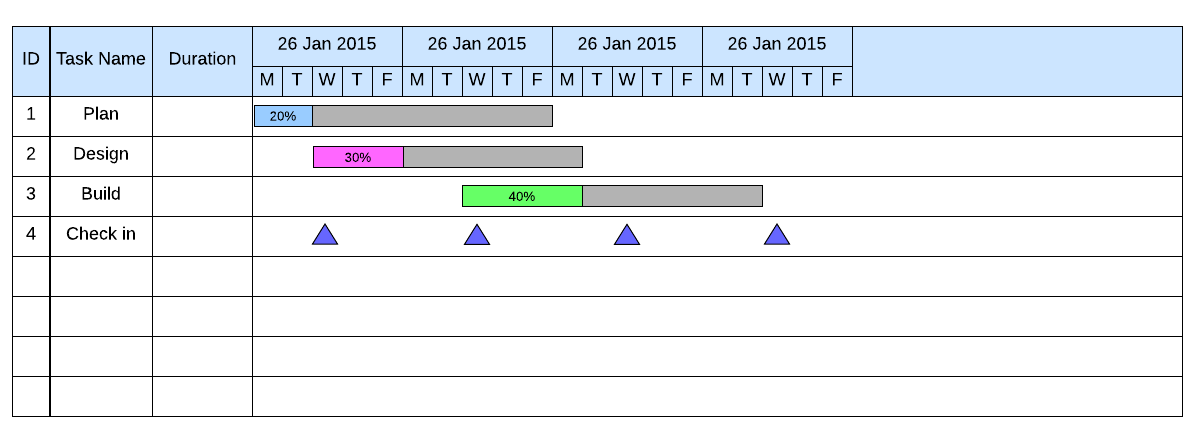 ID Task Name Duration 26 Jan 2015 26 Jan 2015 26 Jan 2015 26 Jan 2015
M T W T F M T W T F M T W T F M T W T F
1 Plan 20%
2 Design 30%
3 Build 40%
4 Check in